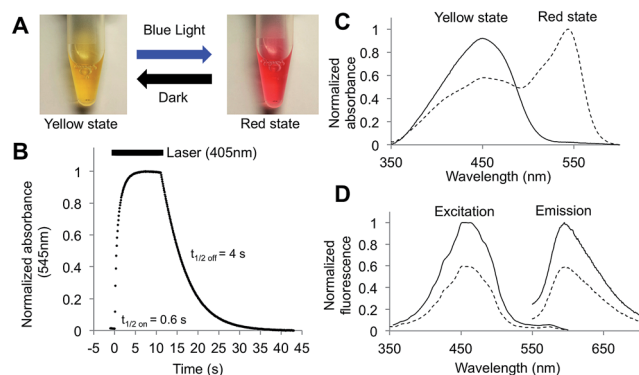 A
Blue Light
Dark
Yellow state
Red state
B
Laser (405nm)
Normalized absorbance
(545nm)
1
0.8
0.6
0.4
0.2
0
t1/2 off = 4 s
t1/2 on = 0.6 s
-5 0 5 10 15 20 25 30 35 40 45
Time (s)
C
Yellow state
Red state
Normalized
absorbance
1
0.8
0.6
0.4
0.2
0
350 450 550
Wavelength (nm)
D
Excitation
Emission
Normalized
fluorescence
1
0.8
0.6
0.4
0.2
0
350 450 550 650
Wavelength (nm)